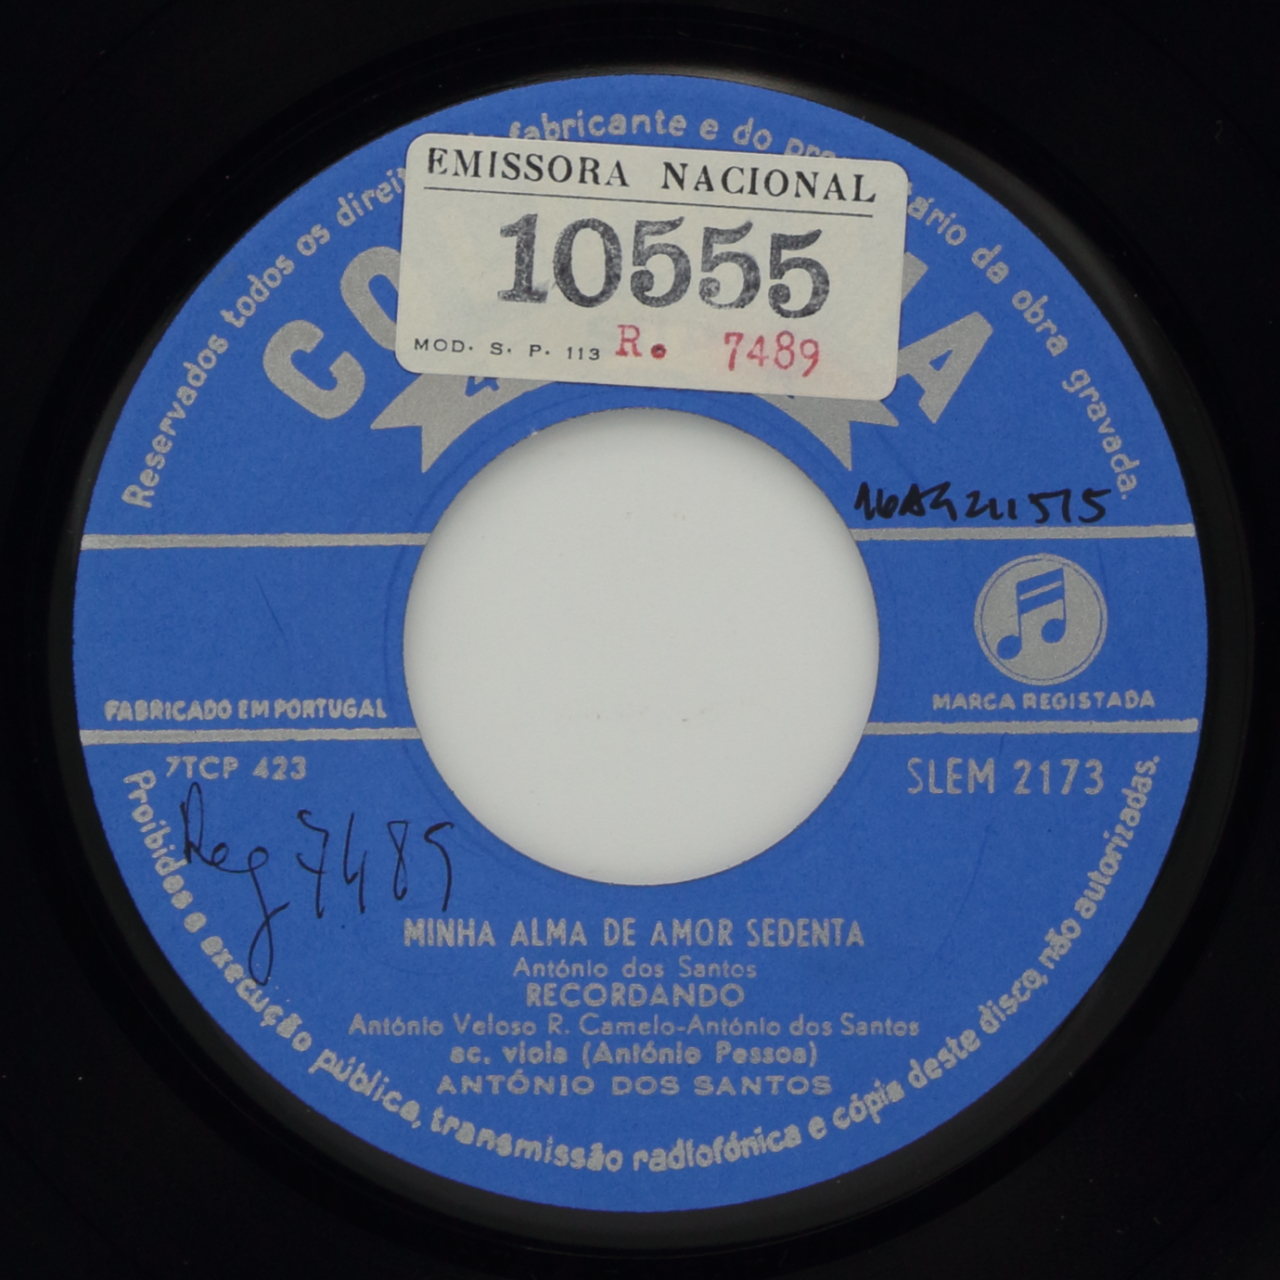 Reservados todos os fabricante e do da obra gravada.
EMISSORA NACIONAL
10555
MOD. S. P. 113 R. 7489
MARCA REGISTADA
FABRICADO EM PORTUGAL
7TCP 423
SLEM 2173
Reg 7489
MINHA ALMA DE AMOR SEDENTA
António dos Santos
RECORDANDO
António Veloso R. Camelo-António dos Santos
ac. viola (António Pessoa)
ANTÓNIO DOS SANTOS
Proibidas a execução pública, transmissão radiofónica e cópia deste disco, não autorizadas.